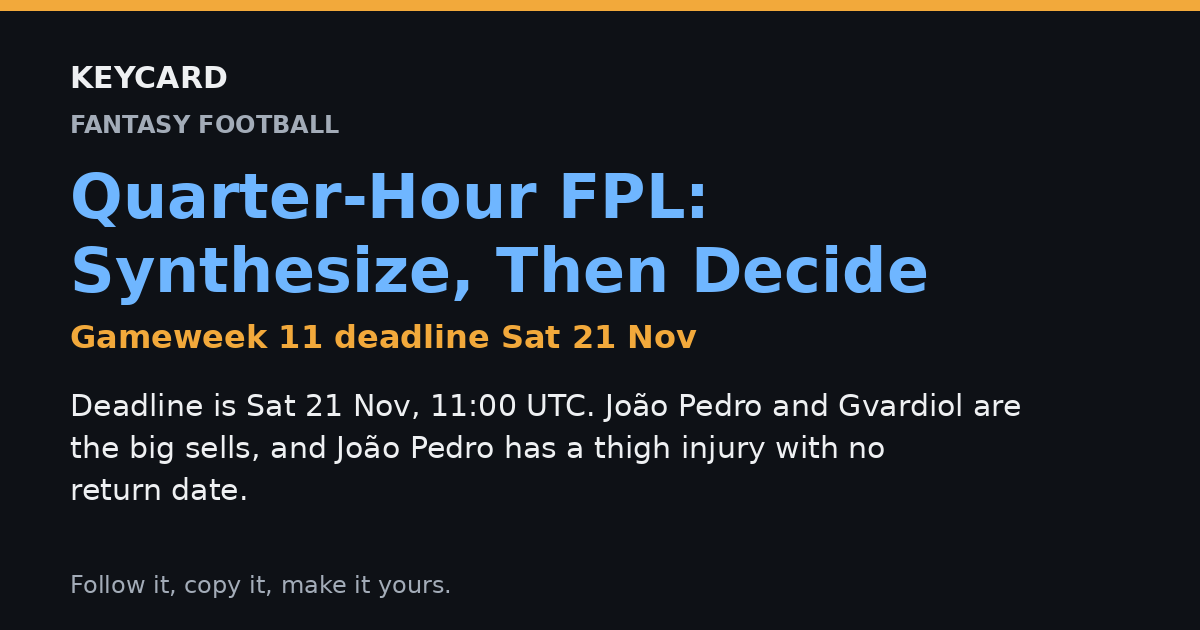 KEYCARD
FANTASY FOOTBALL
Quarter-Hour FPL:
Synthesize, Then Decide
Gameweek 11 deadline Sat 21 Nov
Deadline is Sat 21 Nov, 11:00 UTC. João Pedro and Gvardiol are
the big sells, and João Pedro has a thigh injury with no
return date.
Follow it, copy it, make it yours.